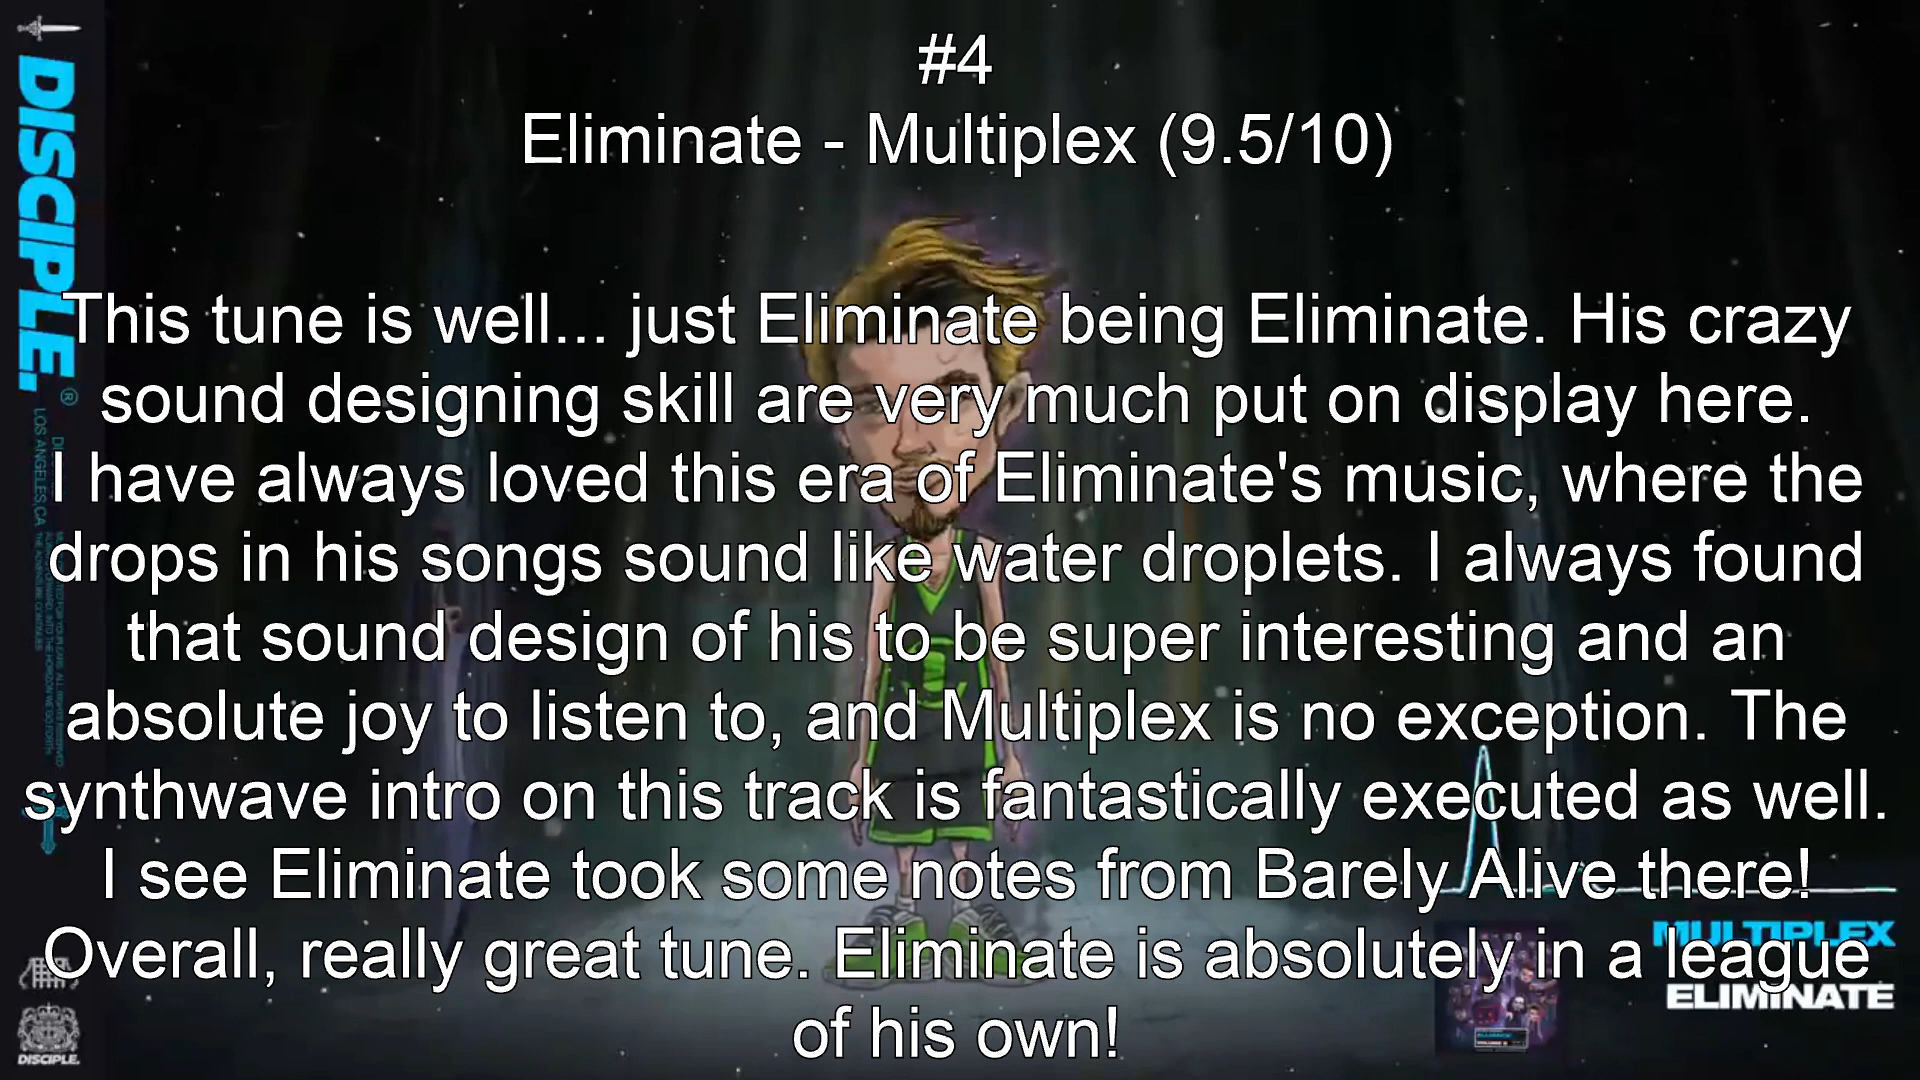 #4
Eliminate - Multiplex (9.5/10)
This tune is well... just Eliminate being Eliminate. His crazy
sound designing skill are very much put on display here.
I have always loved this era of Eliminate's music, where the
drops in his songs sound like water droplets. I always found
that sound design of his to be super interesting and an
absolute joy to listen to, and Multiplex is no exception. The
synthwave intro on this track is fantastically executed as well.
I see Eliminate took some notes from Barely Alive there!
Overall, really great tune. Eliminate is absolutely in a league
of his own!
DISCIPLE.®
LOS ANGELES, CA
DISCIPLE.
MULTIPLEX
ELIMINATE